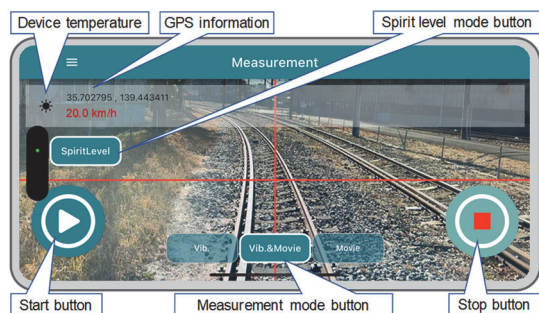 Device temperature
GPS information
Spirit level mode button
Measurement
35.702795 , 139.443411
20.0 km/h
SpiritLevel
Vib.
Vib.&Movie
Movie
Start button
Measurement mode button
Stop button